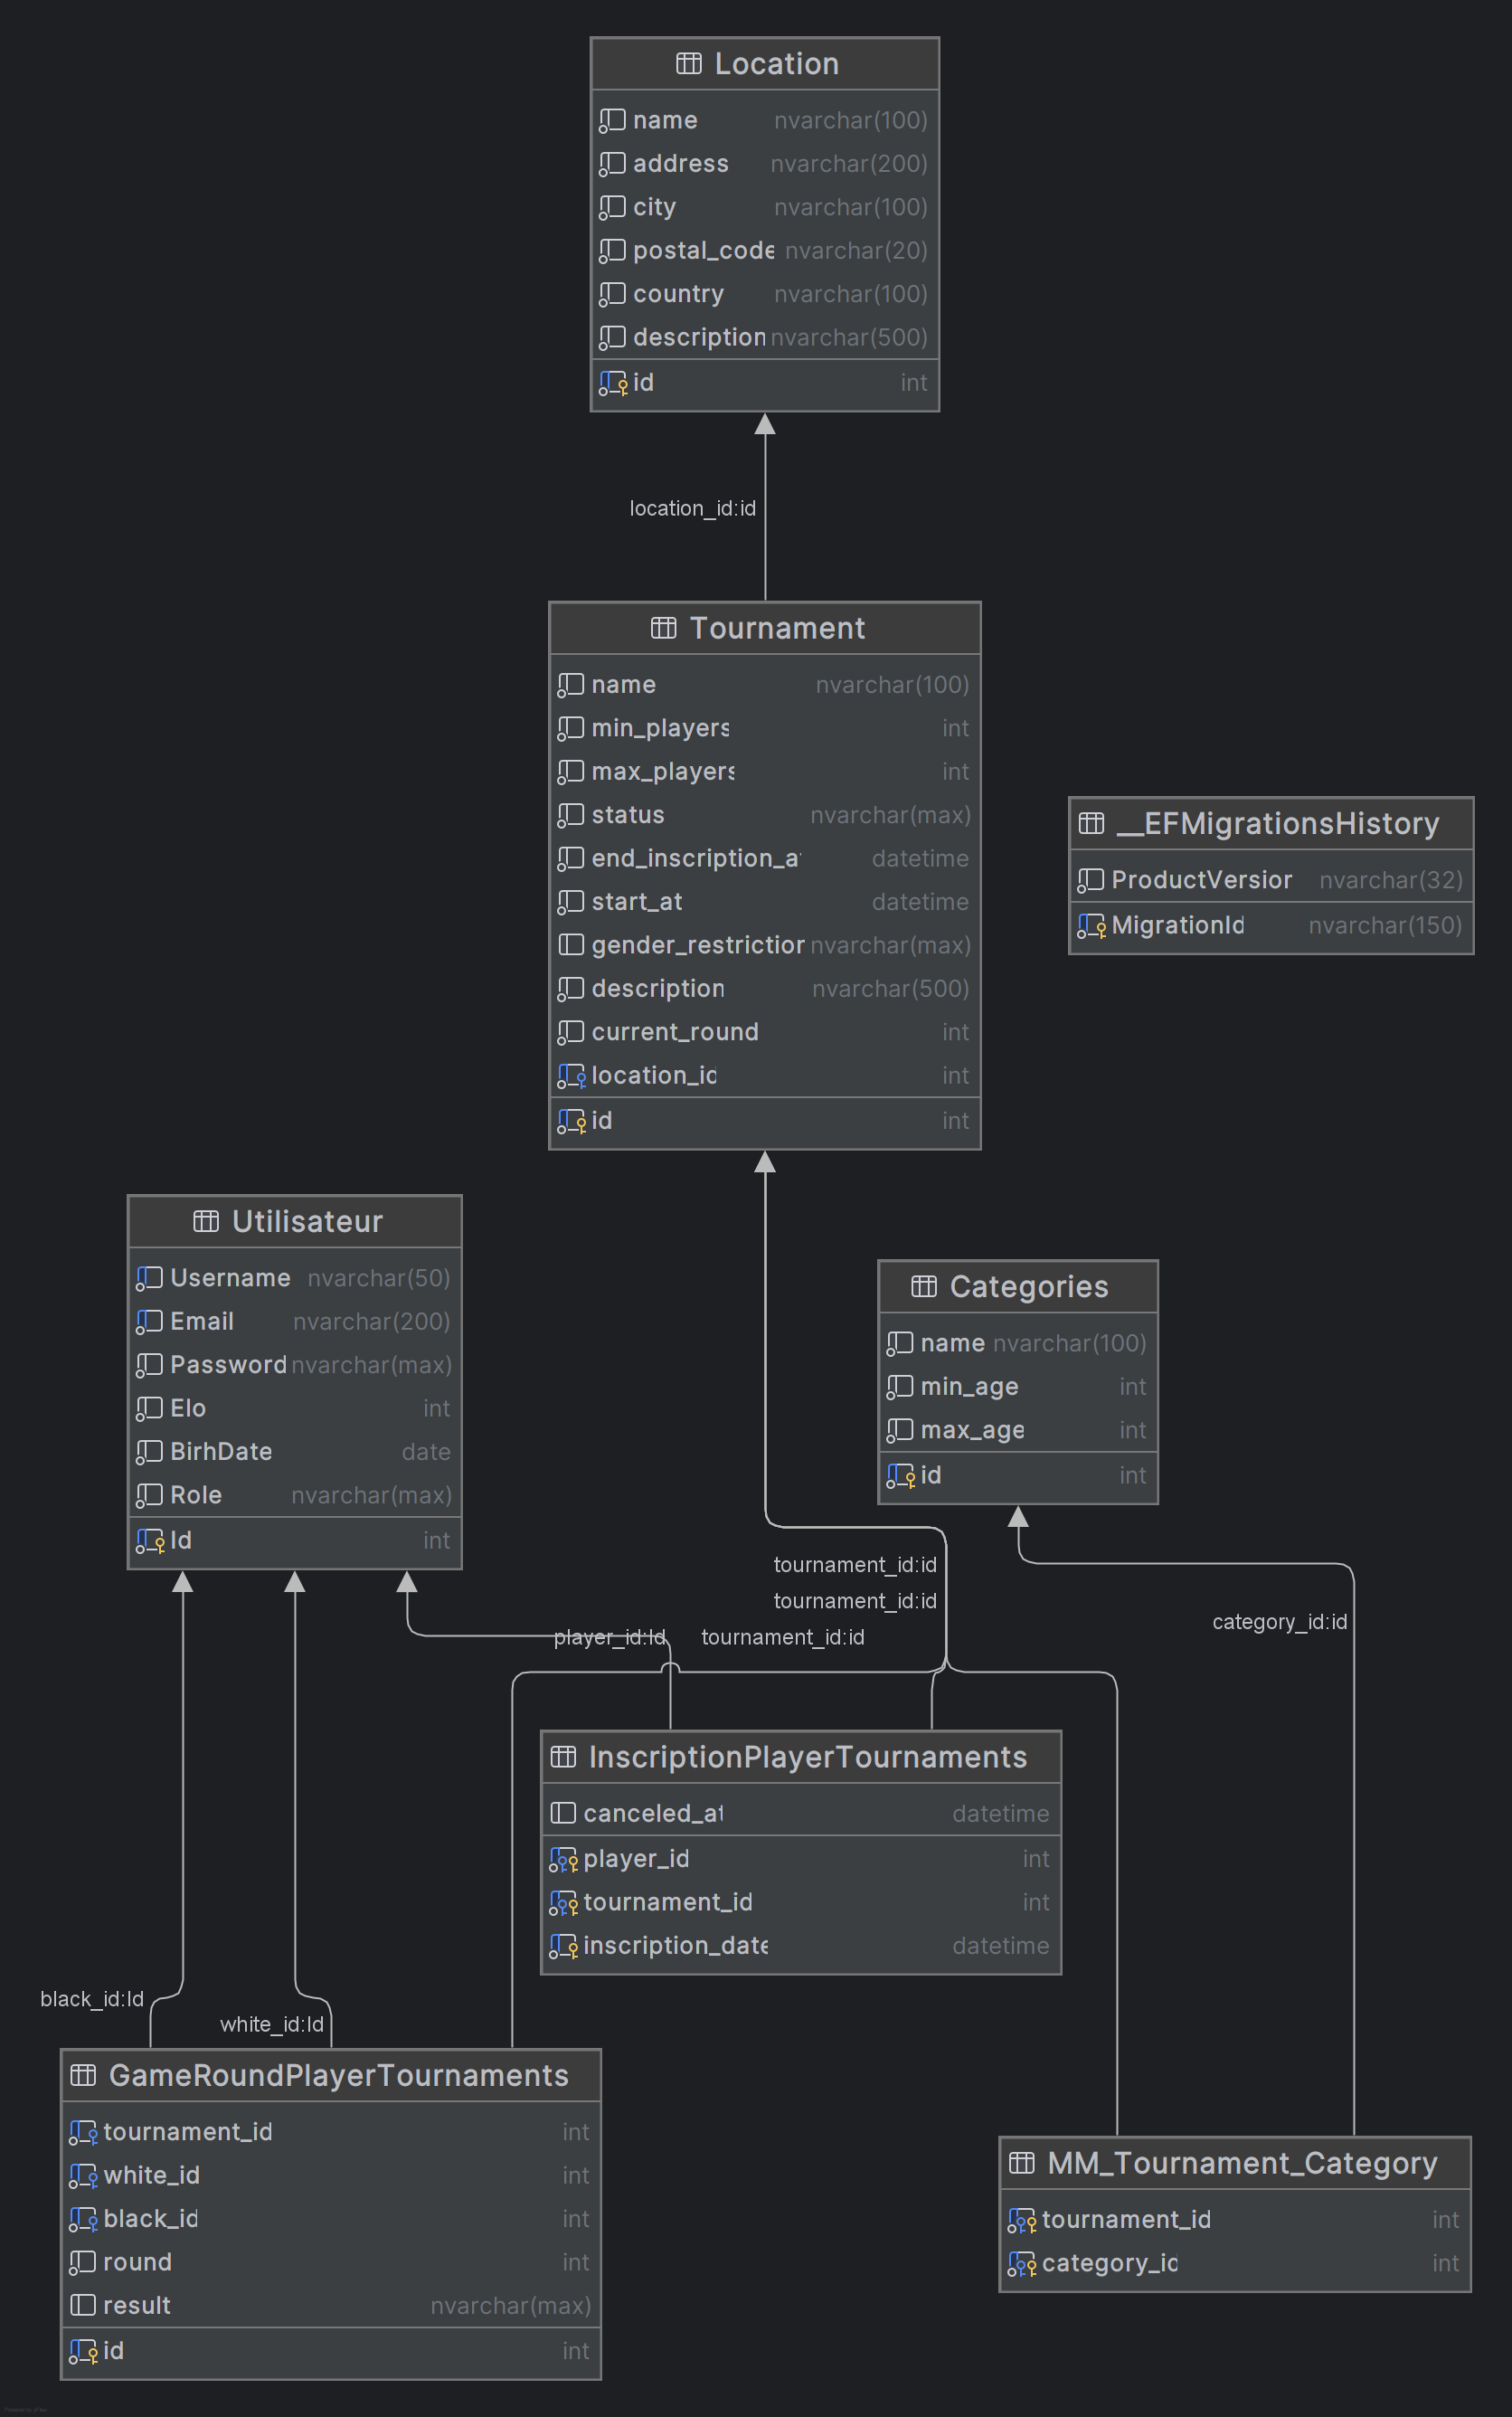 Location
name nvarchar(100)
address nvarchar(200)
city nvarchar(100)
postal_code nvarchar(20)
country nvarchar(100)
description nvarchar(500)
id int
location_id:id
Tournament
name nvarchar(100)
min_players int
max_players int
status nvarchar(max)
end_inscription_at datetime
start_at datetime
gender_restriction nvarchar(max)
description nvarchar(500)
current_round int
location_id int
id int
__EFMigrationsHistory
ProductVersion nvarchar(32)
MigrationId nvarchar(150)
Utilisateur
Username nvarchar(50)
Email nvarchar(200)
Password nvarchar(max)
Elo int
BirhDate date
Role nvarchar(max)
Id int
Categories
name nvarchar(100)
min_age int
max_age int
id int
tournament_id:id
tournament_id:id
player_id:Id tournament_id:id
category_id:id
InscriptionPlayerTournaments
canceled_at datetime
player_id int
tournament_id int
inscription_date datetime
black_id:Id
white_id:Id
GameRoundPlayerTournaments
tournament_id int
white_id int
black_id int
round int
result nvarchar(max)
id int
MM_Tournament_Category
tournament_id int
category_id int